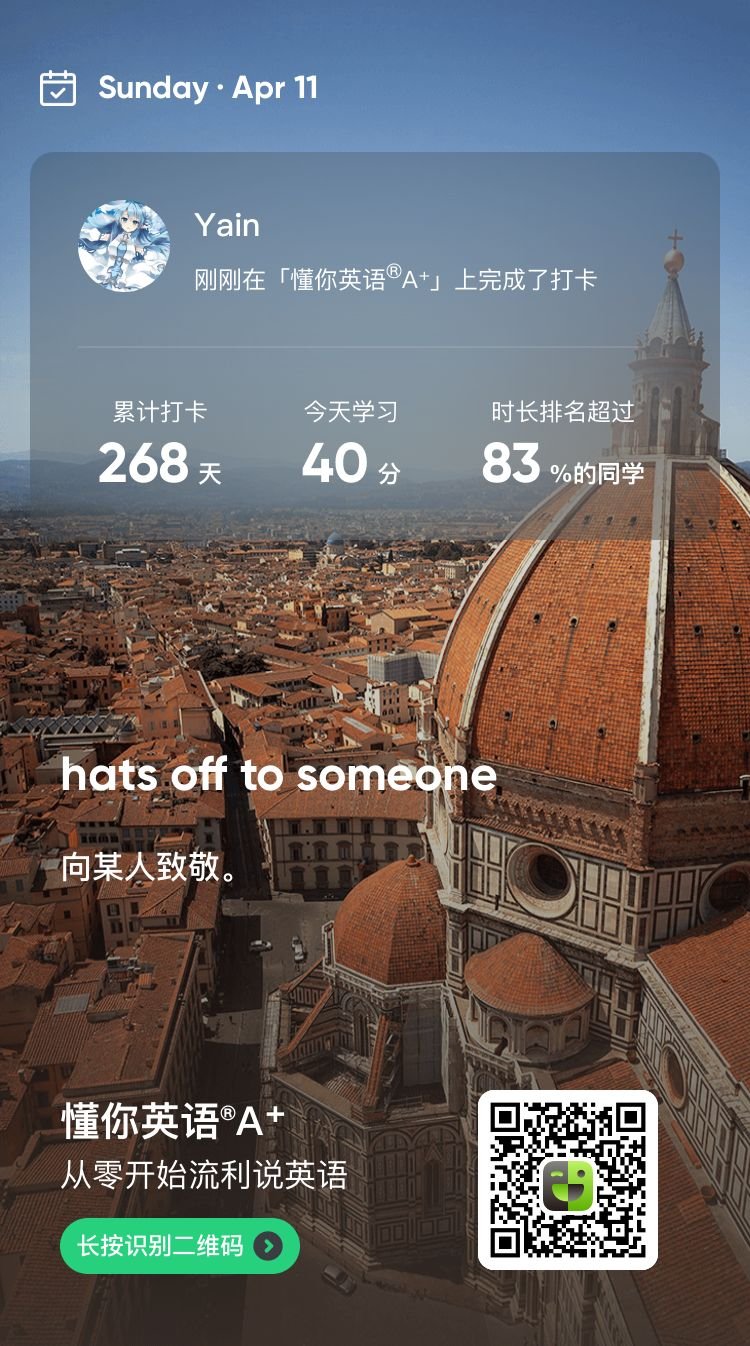 Sunday · Apr 11
Yain
刚刚在「懂你英语®A⁺」上完成了打卡
累计打卡 今天学习 时长排名超过
268 天 40 分 83 %的同学
hats off to someone
向某人致敬。
懂你英语®A⁺
从零开始流利说英语
长按识别二维码